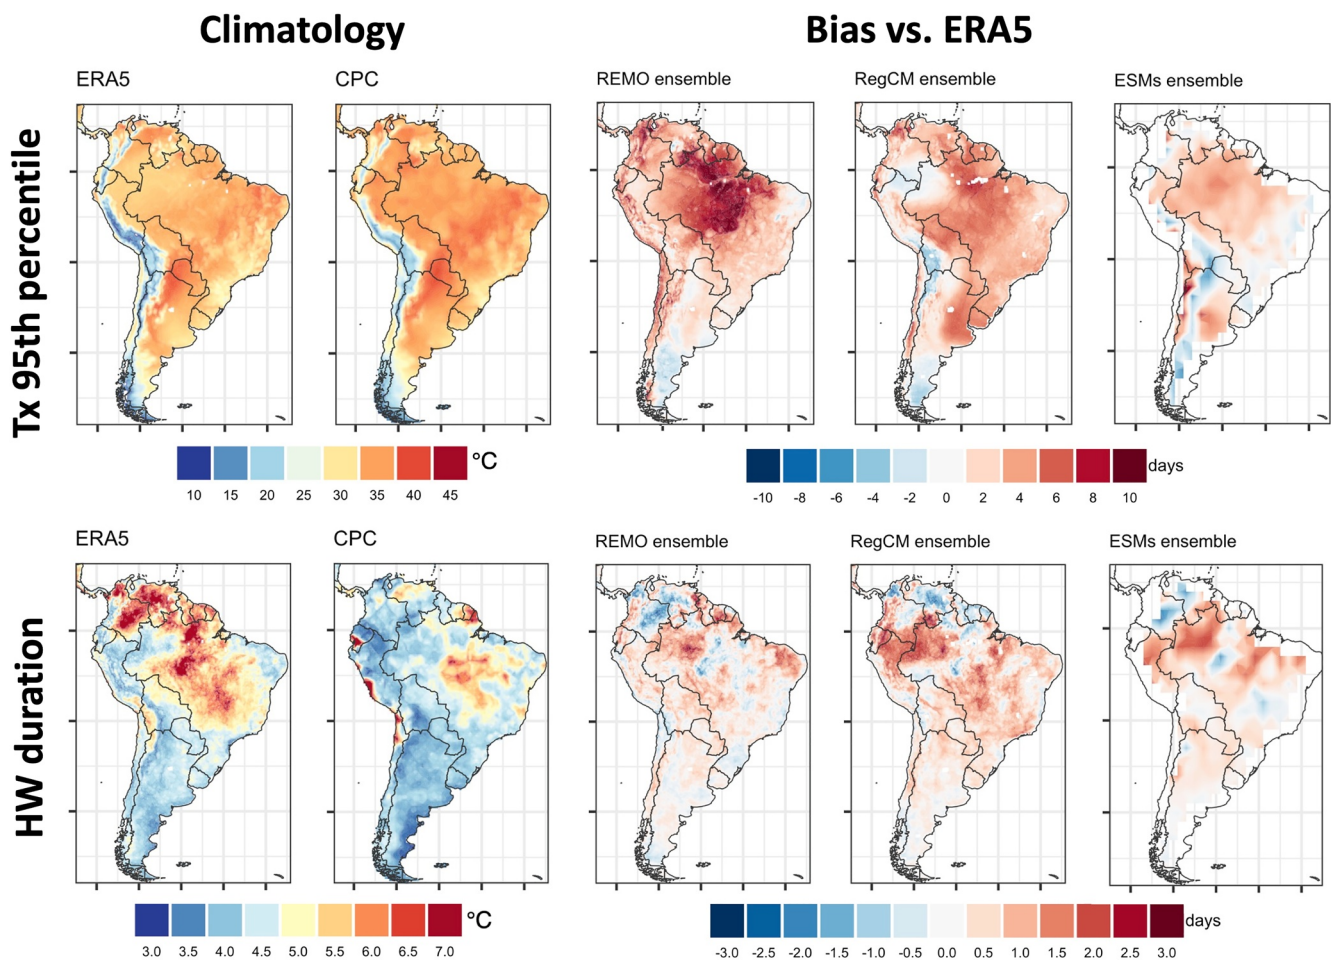 Climatology
Bias vs. ERA5
ERA5
CPC
REMO ensemble
RegCM ensemble
ESMs ensemble
Tx 95th percentile
°C
10 15 20 25 30 35 40 45
days
-10 -8 -6 -4 -2 0 2 4 6 8 10
ERA5
CPC
REMO ensemble
RegCM ensemble
ESMs ensemble
HW duration
°C
3.0 3.5 4.0 4.5 5.0 5.5 6.0 6.5 7.0
days
-3.0 -2.5 -2.0 -1.5 -1.0 -0.5 0.0 0.5 1.0 1.5 2.0 2.5 3.0